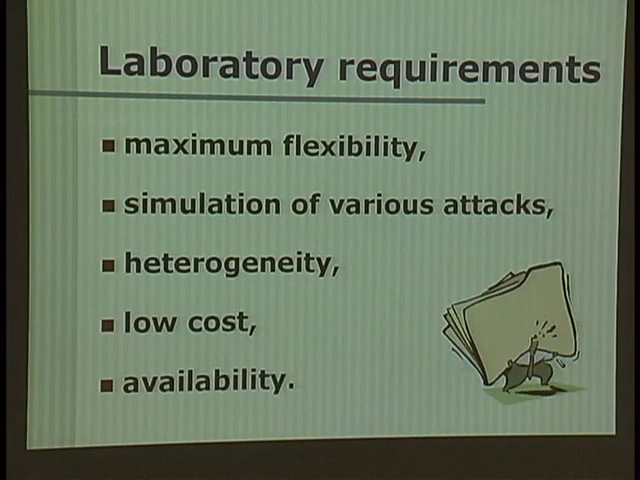 Laboratory requirements
maximum flexibility,
simulation of various attacks,
heterogeneity,
low cost,
availability.